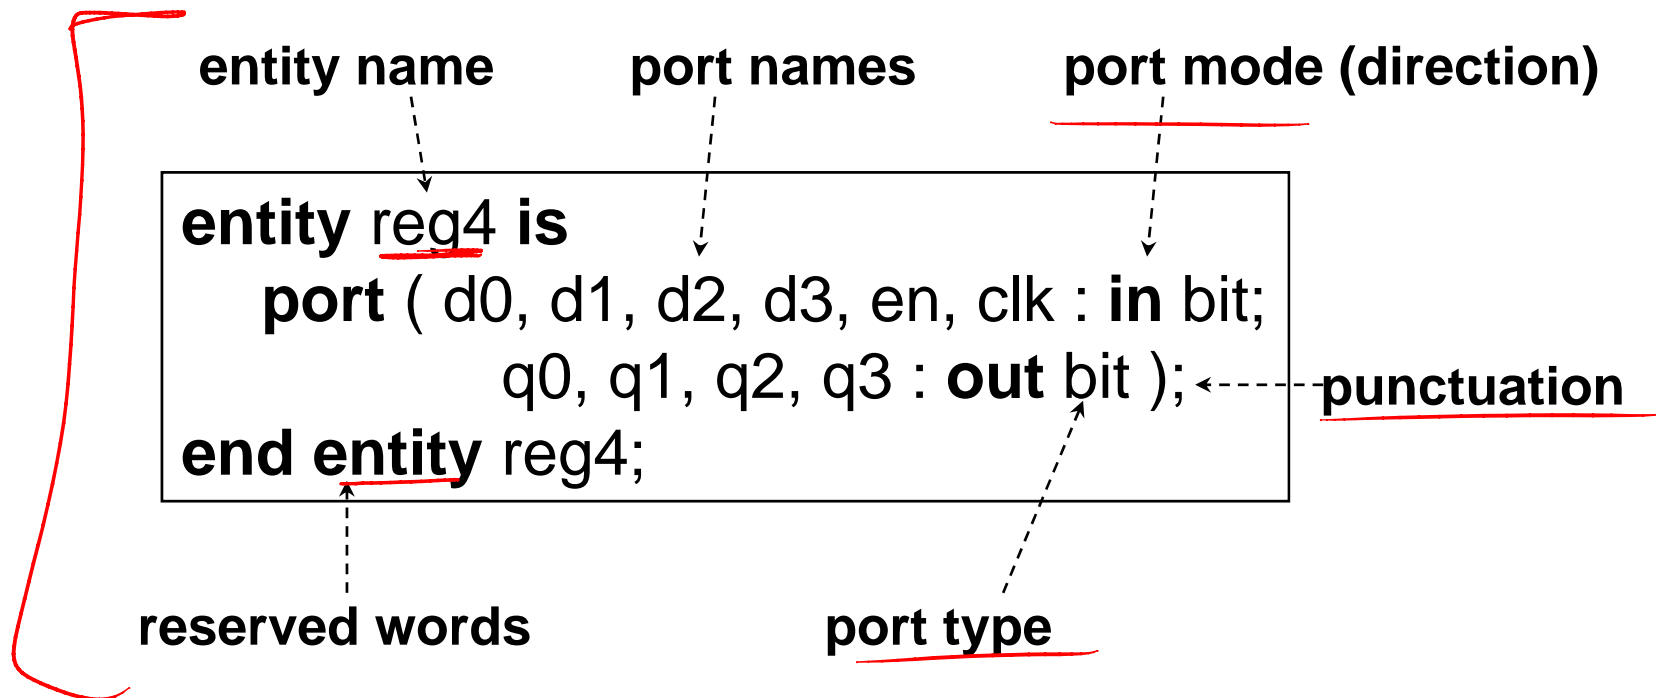 entity name port names port mode (direction)
entity reg4 is
port ( d0, d1, d2, d3, en, clk : in bit;
q0, q1, q2, q3 : out bit );
punctuation
end entity reg4;
reserved words port type